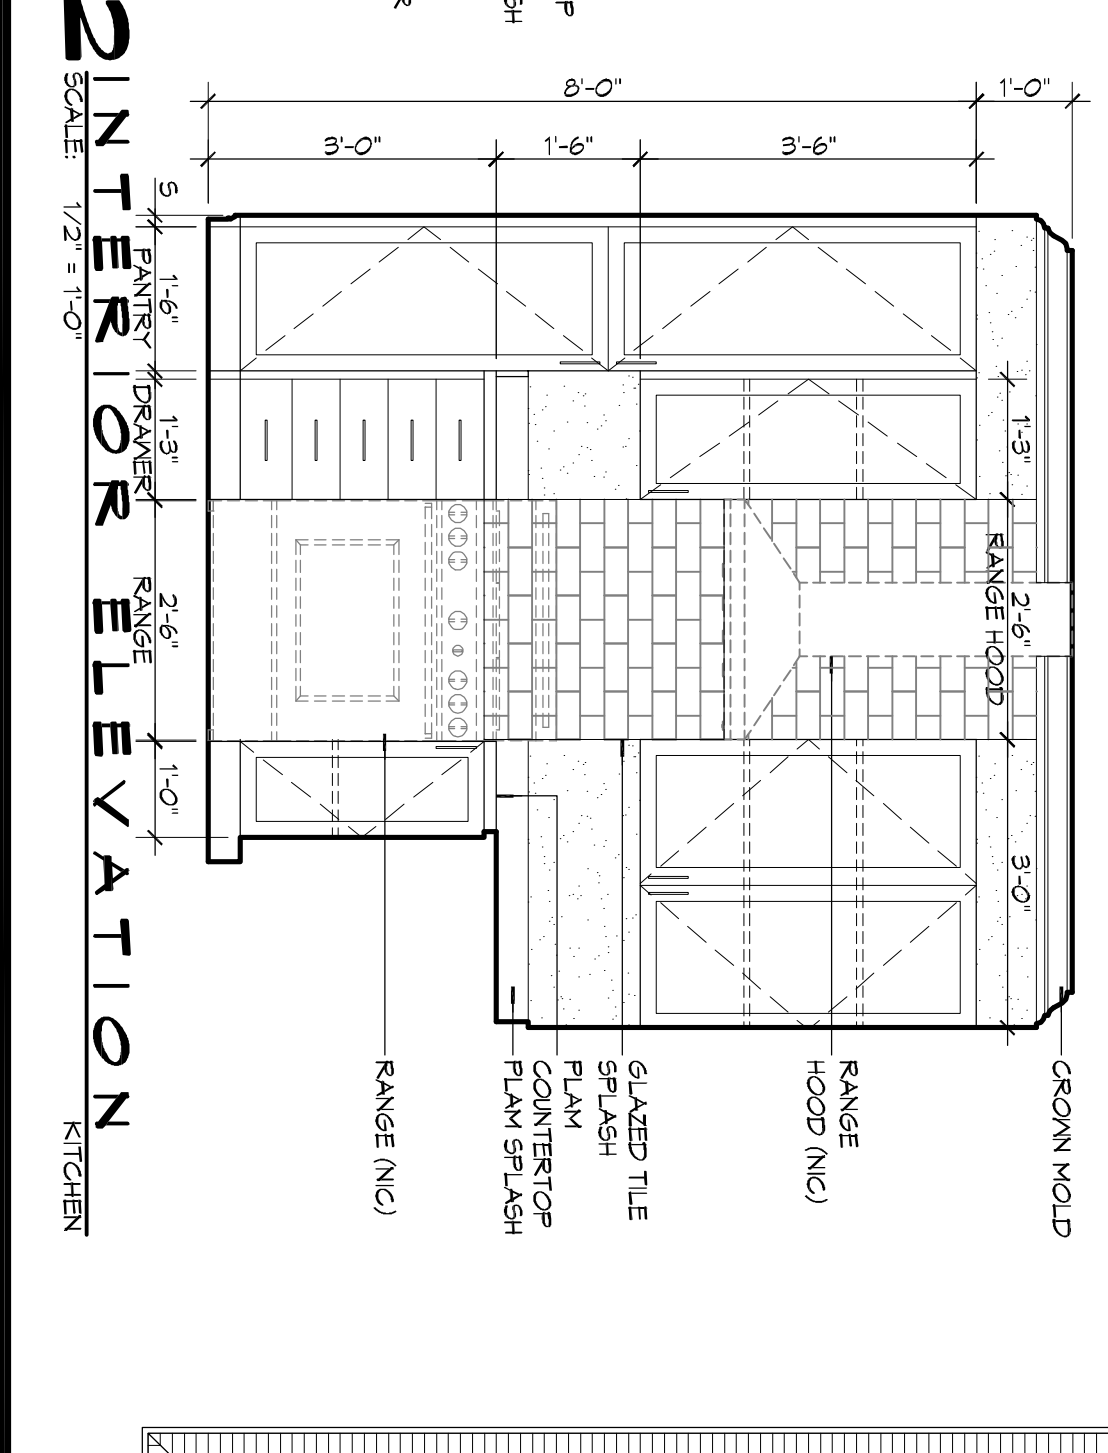 8'-0"
1'-0"
3'-0"
1'-6"
3'-6"
S
1'-6"
PANTRY
1'-3"
DRAWER
2'-6"
RANGE
1'-0"
1'-3"
2'-6"
RANGE HOOD
3'-0"
CROWN MOLD
RANGE
HOOD (NIC)
GLAZED TILE
SPLASH
PLAM
COUNTERTOP
PLAM SPLASH
RANGE (NIC)
2
INTERIOR ELEVATION
SCALE: 1/2" = 1'-0"
KITCHEN